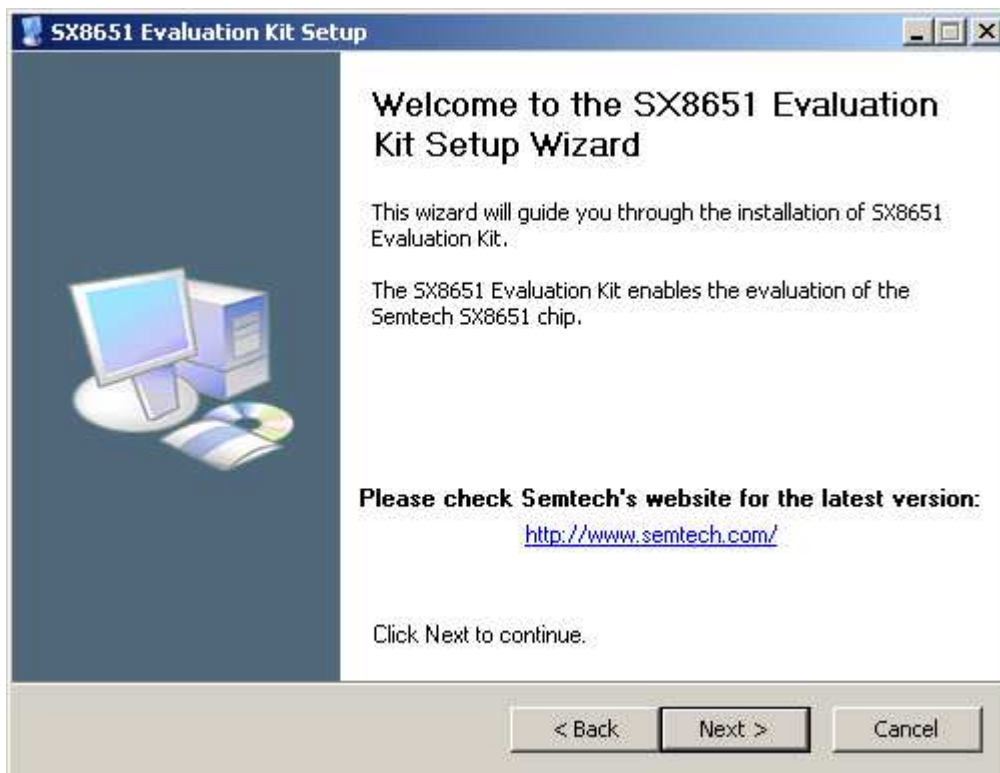 SX8651 Evaluation Kit Setup
Welcome to the SX8651 Evaluation
Kit Setup Wizard
This wizard will guide you through the installation of SX8651
Evaluation Kit.
The SX8651 Evaluation Kit enables the evaluation of the
Semtech SX8651 chip.
Please check Semtech's website for the latest version:
http://www.semtech.com/
Click Next to continue.
< Back
Next >
Cancel